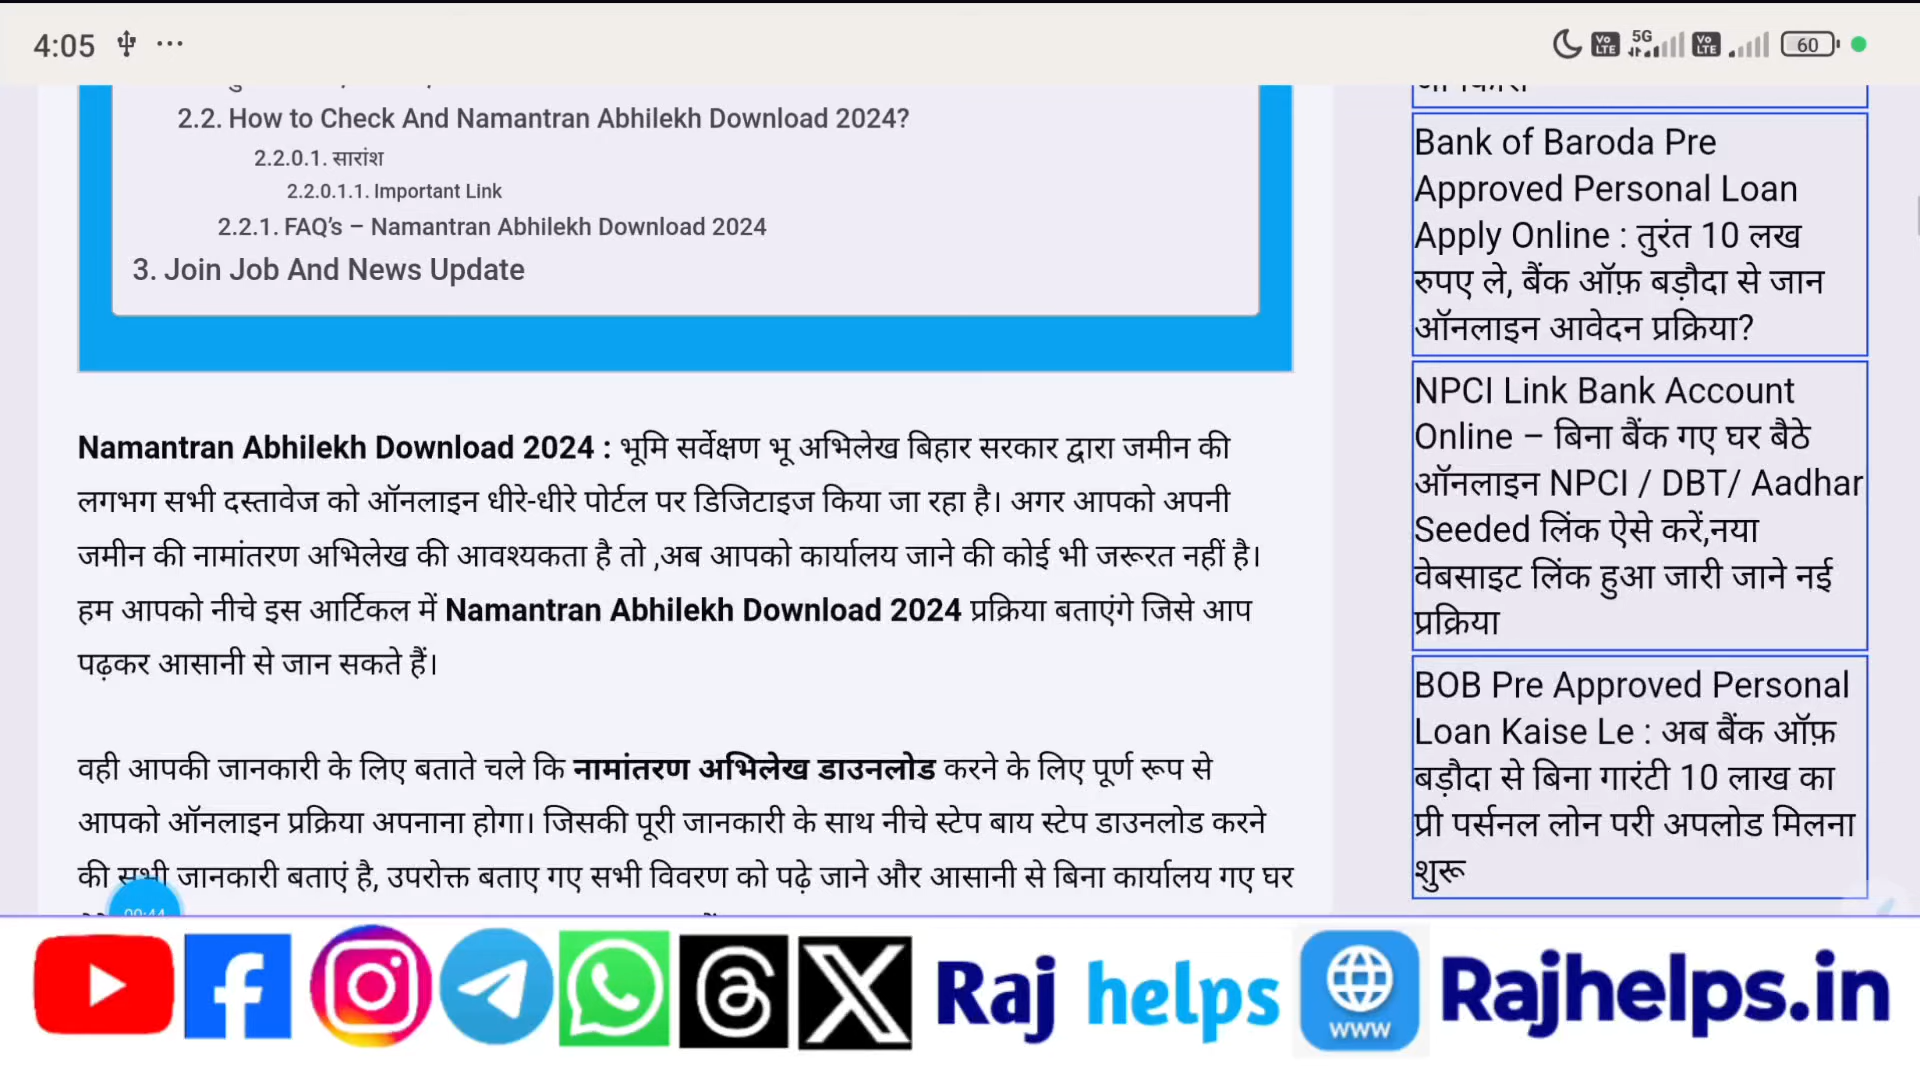 4:05
5G
60
2.2. How to Check And Namantran Abhilekh Download 2024?
2.2.0.1. सारांश
2.2.0.1.1. Important Link
2.2.1. FAQ’s – Namantran Abhilekh Download 2024
3. Join Job And News Update
Namantran Abhilekh Download 2024 : भूमि सर्वेक्षण भू अभिलेख बिहार सरकार द्वारा जमीन की
लगभग सभी दस्तावेज को ऑनलाइन धीरे-धीरे पोर्टल पर डिजिटाइज किया जा रहा है। अगर आपको अपनी
जमीन की नामांतरण अभिलेख की आवश्यकता है तो ,अब आपको कार्यालय जाने की कोई भी जरूरत नहीं है।
हम आपको नीचे इस आर्टिकल में Namantran Abhilekh Download 2024 प्रक्रिया बताएंगे जिसे आप
पढ़कर आसानी से जान सकते हैं।
वही आपकी जानकारी के लिए बताते चले कि नामांतरण अभिलेख डाउनलोड करने के लिए पूर्ण रूप से
आपको ऑनलाइन प्रक्रिया अपनाना होगा। जिसकी पूरी जानकारी के साथ नीचे स्टेप बाय स्टेप डाउनलोड करने
की सभी जानकारी बताएं है, उपरोक्त बताए गए सभी विवरण को पढ़े जाने और आसानी से बिना कार्यालय गए घर
Bank of Baroda Pre
Approved Personal Loan
Apply Online : तुरंत 10 लख
रुपए ले, बैंक ऑफ़ बड़ौदा से जान
ऑनलाइन आवेदन प्रक्रिया?
NPCI Link Bank Account
Online – बिना बैंक गए घर बैठे
ऑनलाइन NPCI / DBT/ Aadhar
Seeded लिंक ऐसे करें,नया
वेबसाइट लिंक हुआ जारी जाने नई
प्रक्रिया
BOB Pre Approved Personal
Loan Kaise Le : अब बैंक ऑफ़
बड़ौदा से बिना गारंटी 10 लाख का
प्री पर्सनल लोन परी अपलोड मिलना
शुरू
Raj helps
www
Rajhelps.in